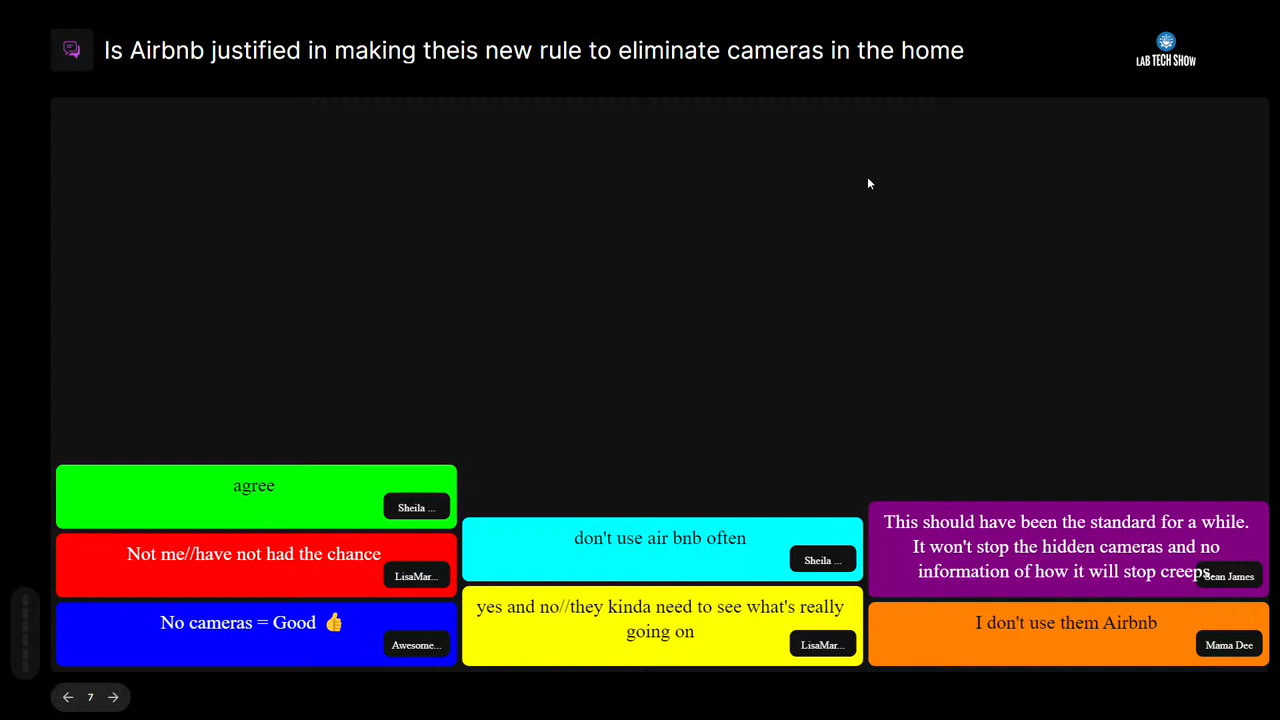 Is Airbnb justified in making theis new rule to eliminate cameras in the home
LAB TECH SHOW
agree
Sheila ...
Not me//have not had the chance
LisaMar...
No cameras = Good 👍
Awesome...
don't use air bnb often
Sheila ...
yes and no//they kinda need to see what's really
going on
LisaMar...
This should have been the standard for a while.
It won't stop the hidden cameras and no
information of how it will stop creeps
Sean James
I don't use them Airbnb
Mama Dee
7